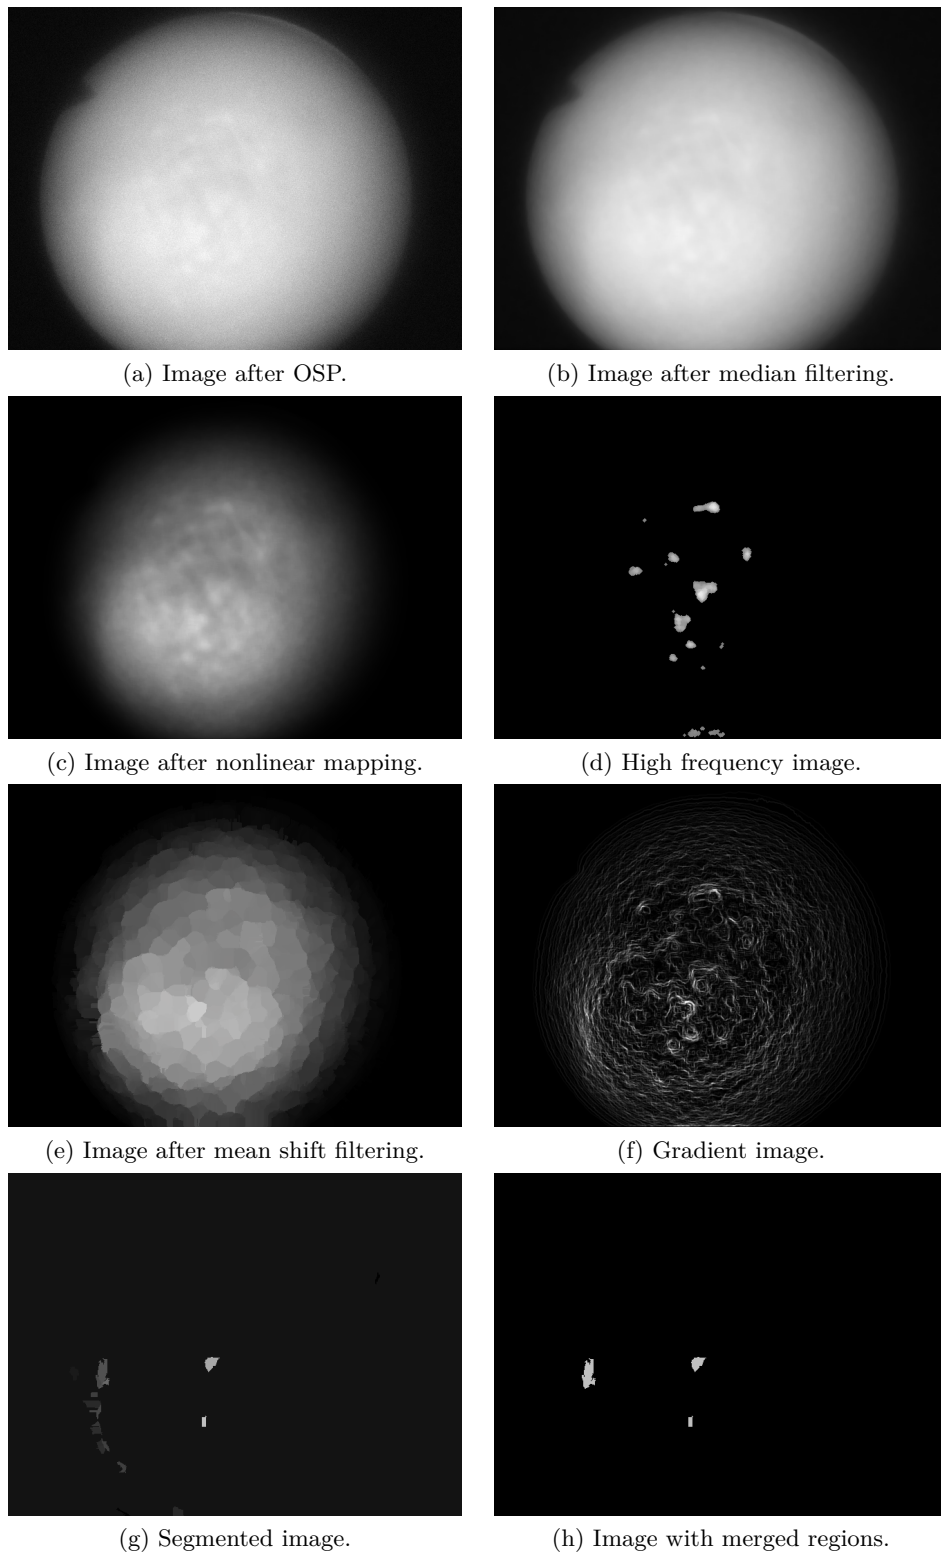 (a) Image after OSP.
(b) Image after median filtering.
(c) Image after nonlinear mapping.
(d) High frequency image.
(e) Image after mean shift filtering.
(f) Gradient image.
(g) Segmented image.
(h) Image with merged regions.